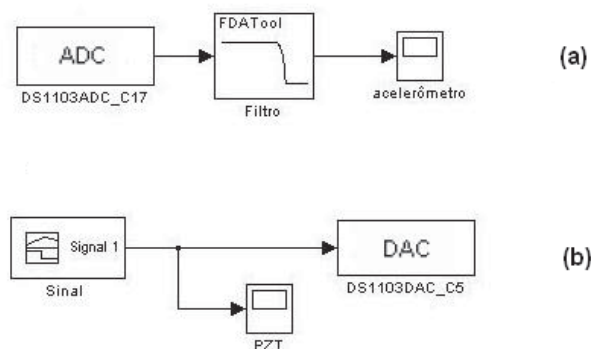 FDATool
ADC
DS1103ADC_C17
Filtro
acelerômetro
(a)
Signal 1
Sinal
DAC
DS1103DAC_C5
PZT
(b)